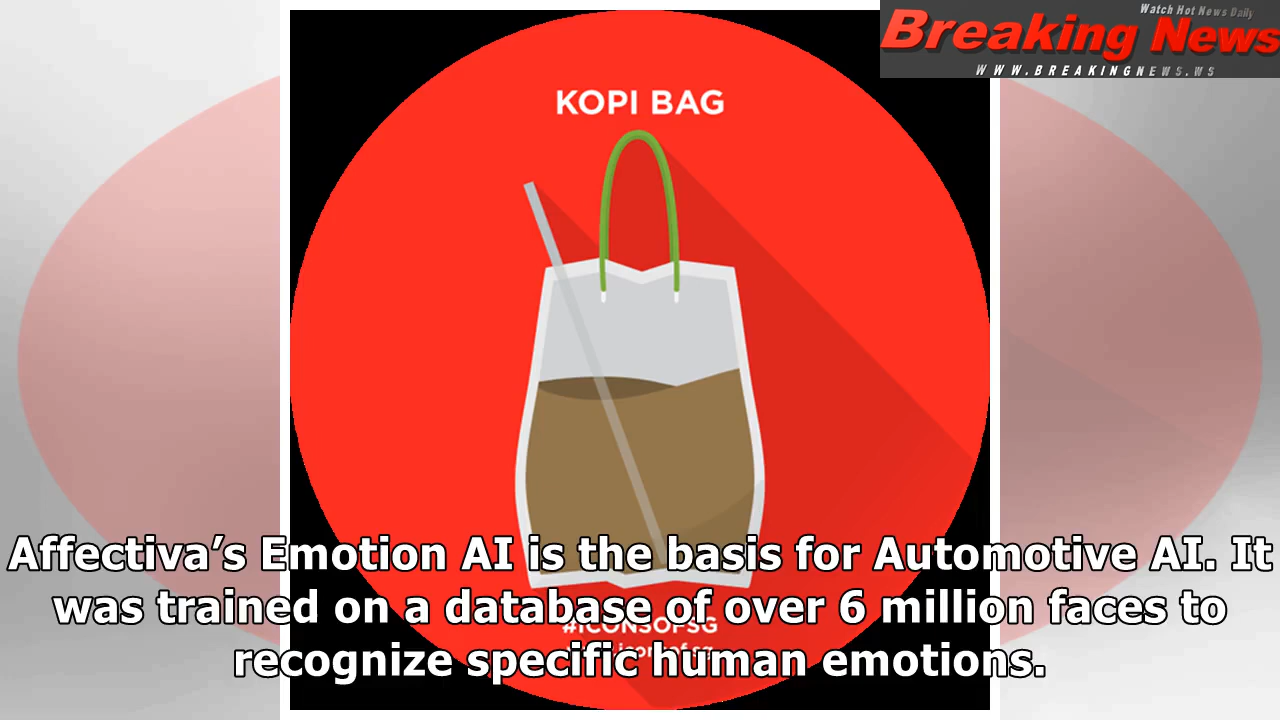 Watch Hot News Daily
Breaking News
WWW.BREAKINGNEWS.WS
KOPI BAG
Affectiva’s Emotion AI is the basis for Automotive AI. It
was trained on a database of over 6 million faces to
#ICONSOFSG
recognize specific human emotions.